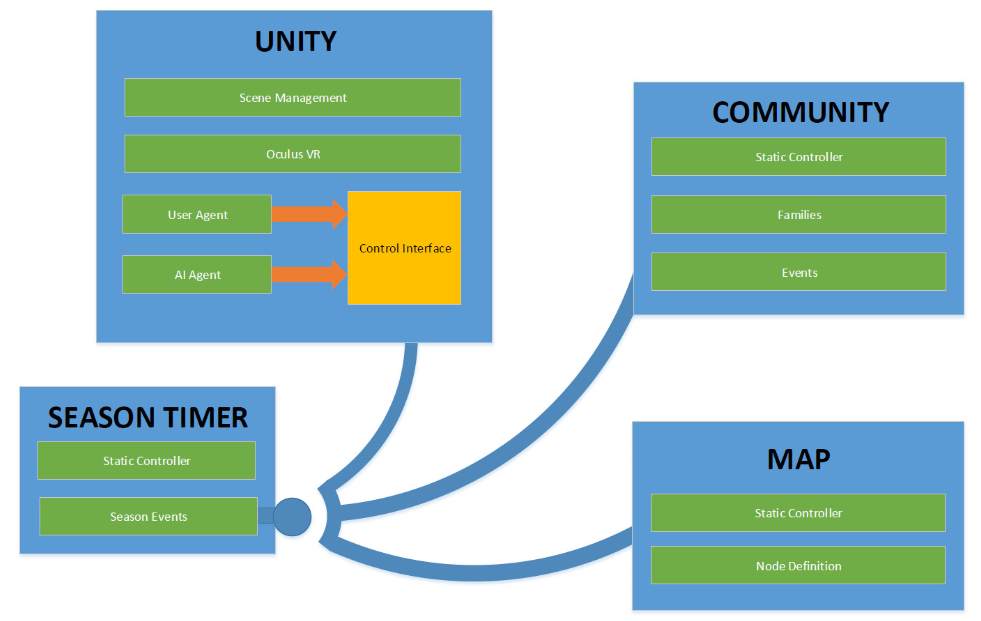 UNITY
Scene Management
Oculus VR
User Agent
Control Interface
AI Agent
COMMUNITY
Static Controller
Families
Events
SEASON TIMER
Static Controller
Season Events
MAP
Static Controller
Node Definition